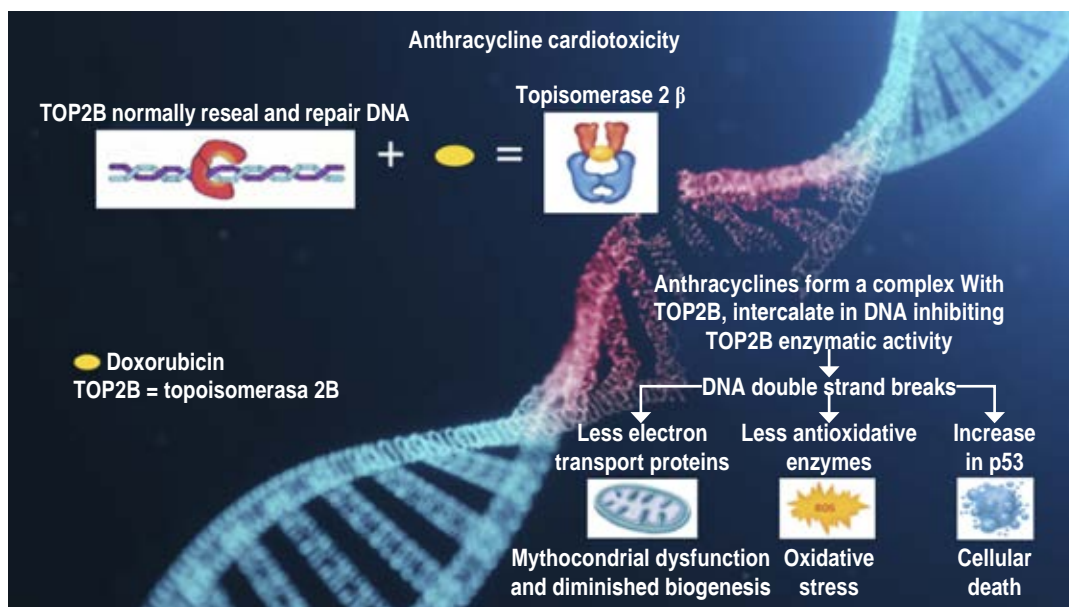 Anthracycline cardiotoxicity
TOP2B normally reseal and repair DNA
Topisomerase 2 β
+
=
Anthracyclines form a complex With
TOP2B, intercalate in DNA inhibiting
TOP2B enzymatic activity
Doxorubicin
TOP2B = topoisomerasa 2B
DNA double strand breaks
Less electron
transport proteins
Less antioxidative
enzymes
Increase
in p53
ROS
Mythocondrial dysfunction
and diminished biogenesis
Oxidative
stress
Cellular
death